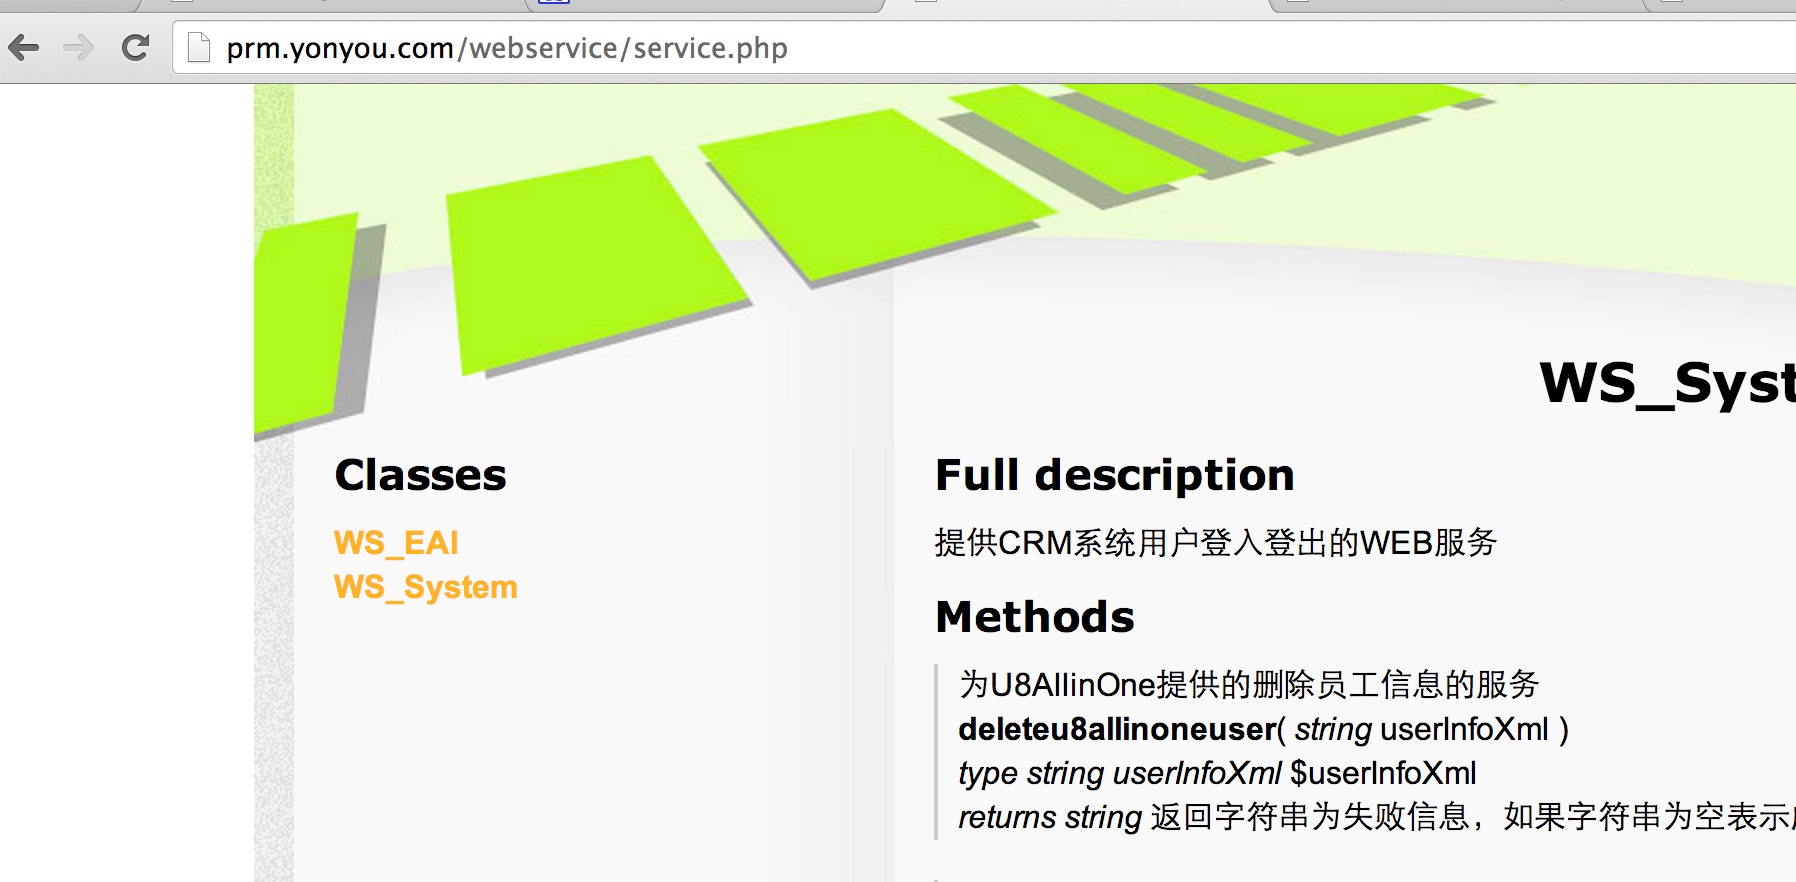 prm.yonyou.com/webservice/service.php
WS_Syst
Classes
WS_EAI
WS_System
Full description
提供CRM系统用户登入登出的WEB服务
Methods
为U8AllinOne提供的删除员工信息的服务
deleteu8allinoneuser( string userInfoXml )
type string userInfoXml $userInfoXml
returns string 返回字符串为失败信息，如果字符串为空表示